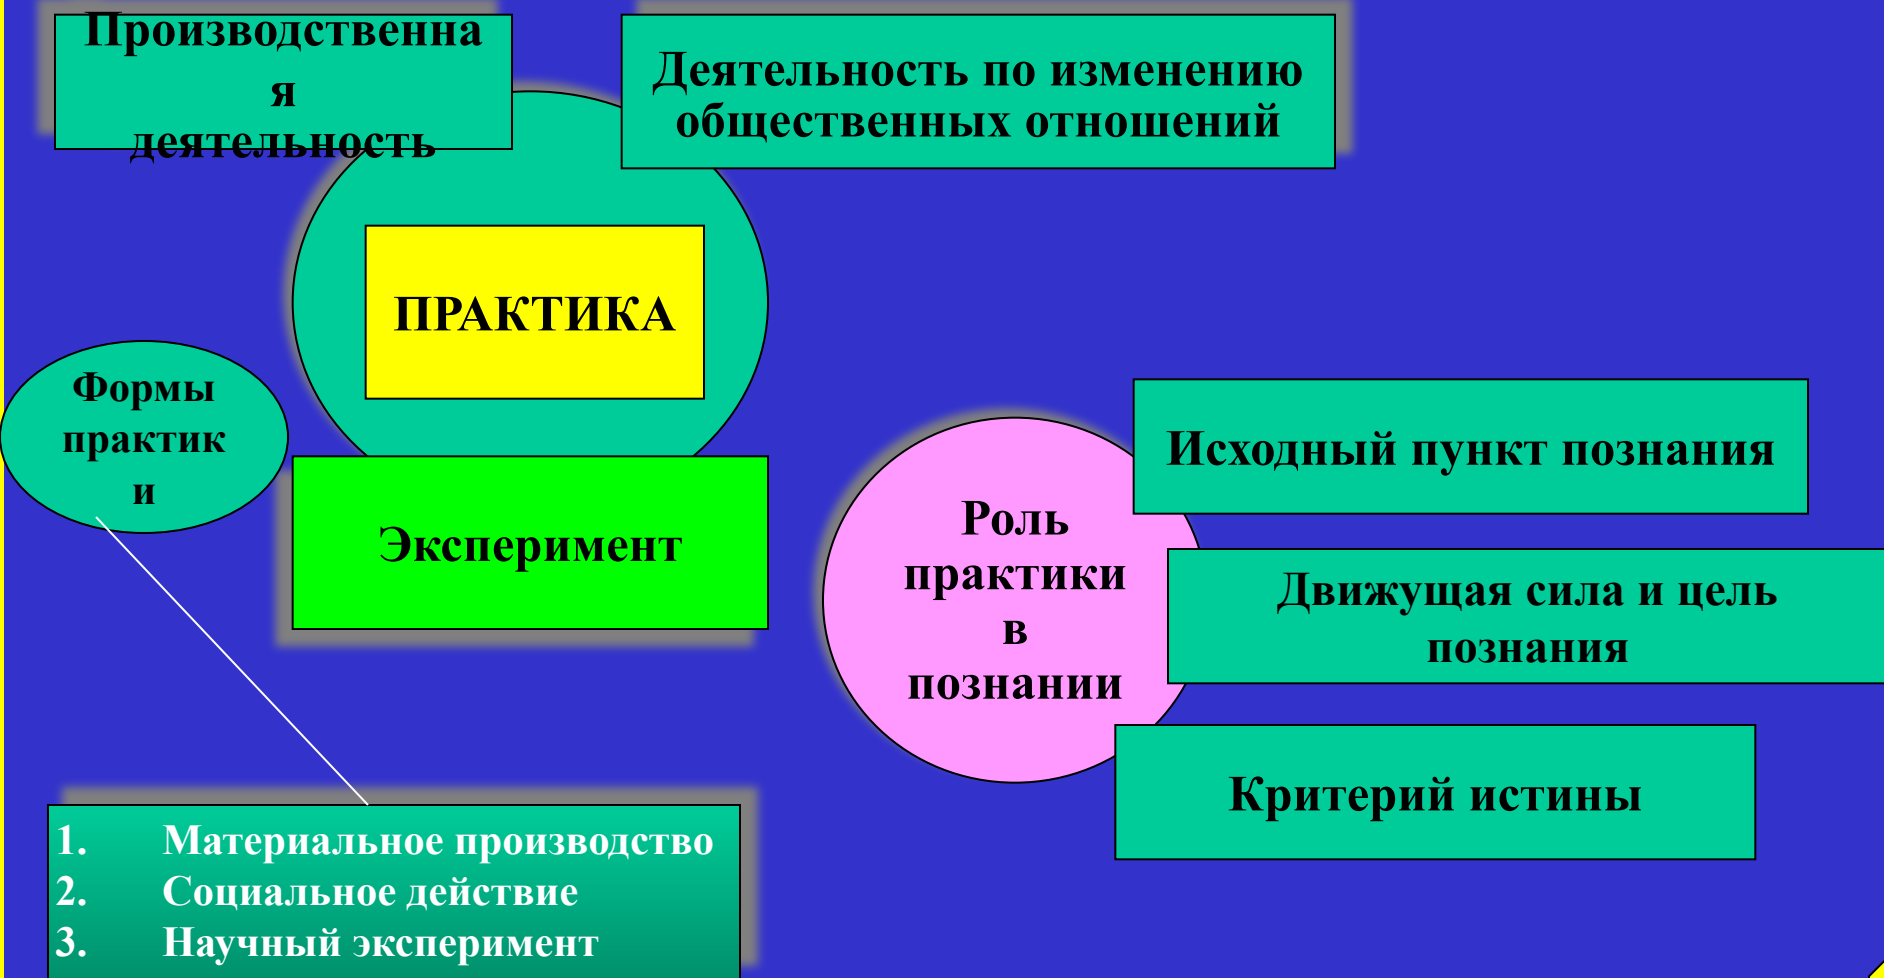 Производственна
я
деятельность
Деятельность по изменению
общественных отношений
ПРАКТИКА
Формы
практик
и
Эксперимент
Исходный пункт познания
Роль
практики
в
познании
Движущая сила и цель
познания
Критерий истины
1. Материальное производство
2. Социальное действие
3. Научный эксперимент